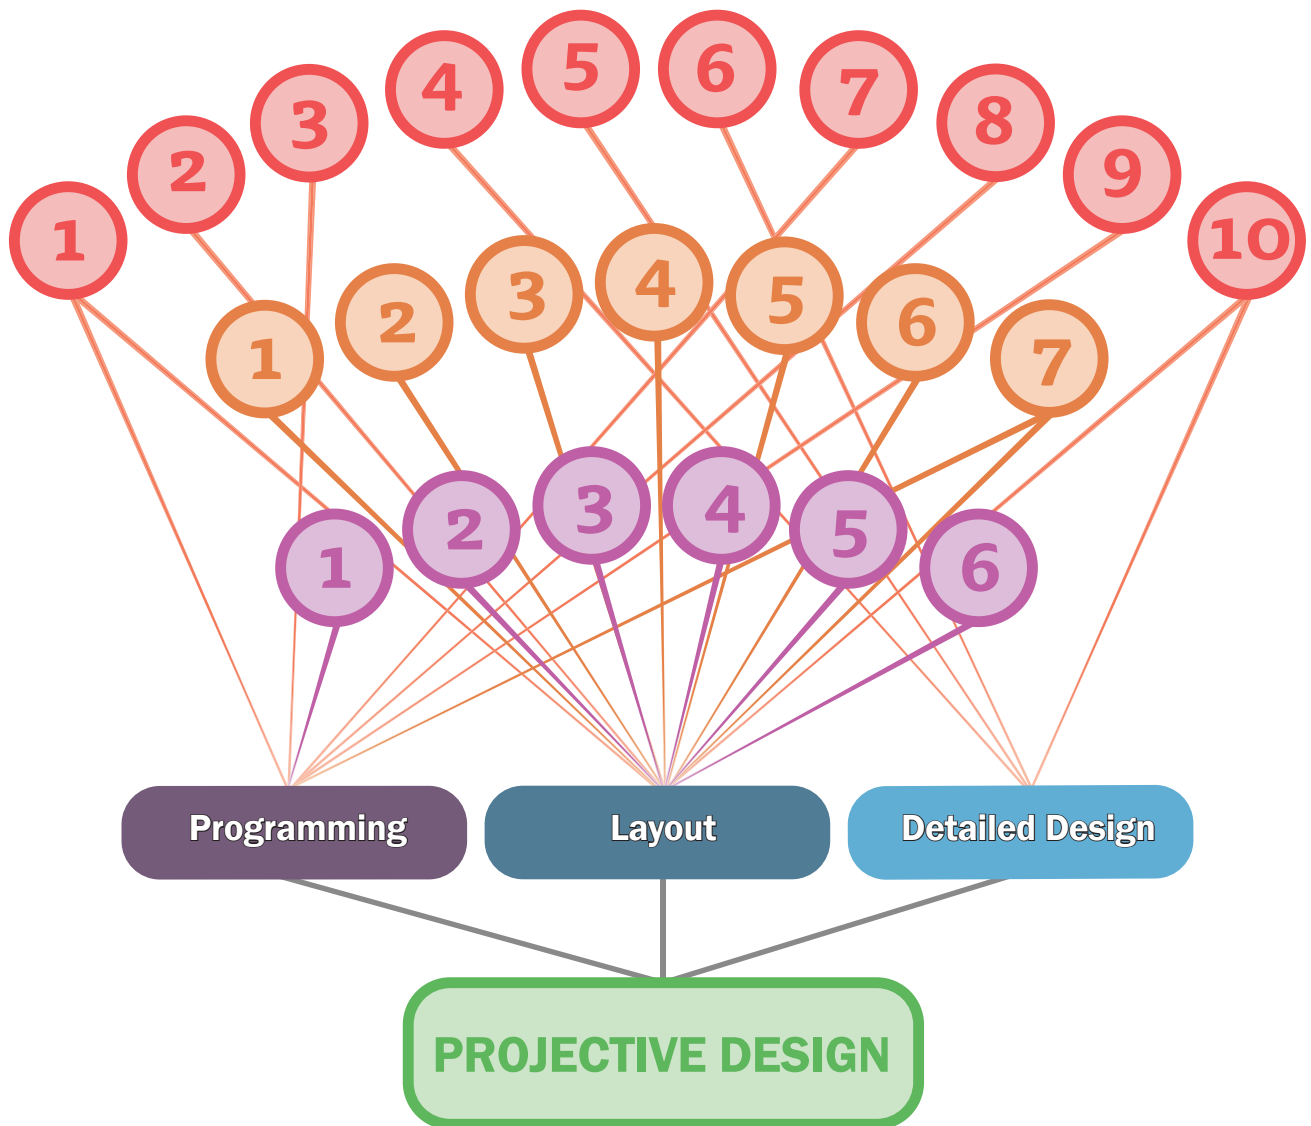 1 2 3 4 5 6 7 8 9 10
1 2 3 4 5 6 7
1 2 3 4 5 6
Programming
Layout
Detailed Design
PROJECTIVE DESIGN